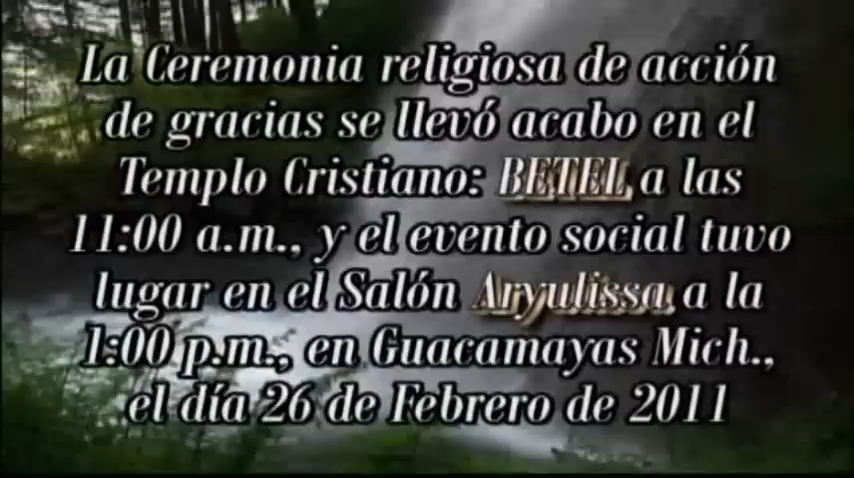 La Ceremonia religiosa de acción
de gracias se llevó acabo en el
Templo Cristiano: BETEL a las
11:00 a.m., y el evento social tuvo
lugar en el Salón Aryulissa a la
1:00 p.m., en Guacamayas Mich.,
el día 26 de Febrero de 2011